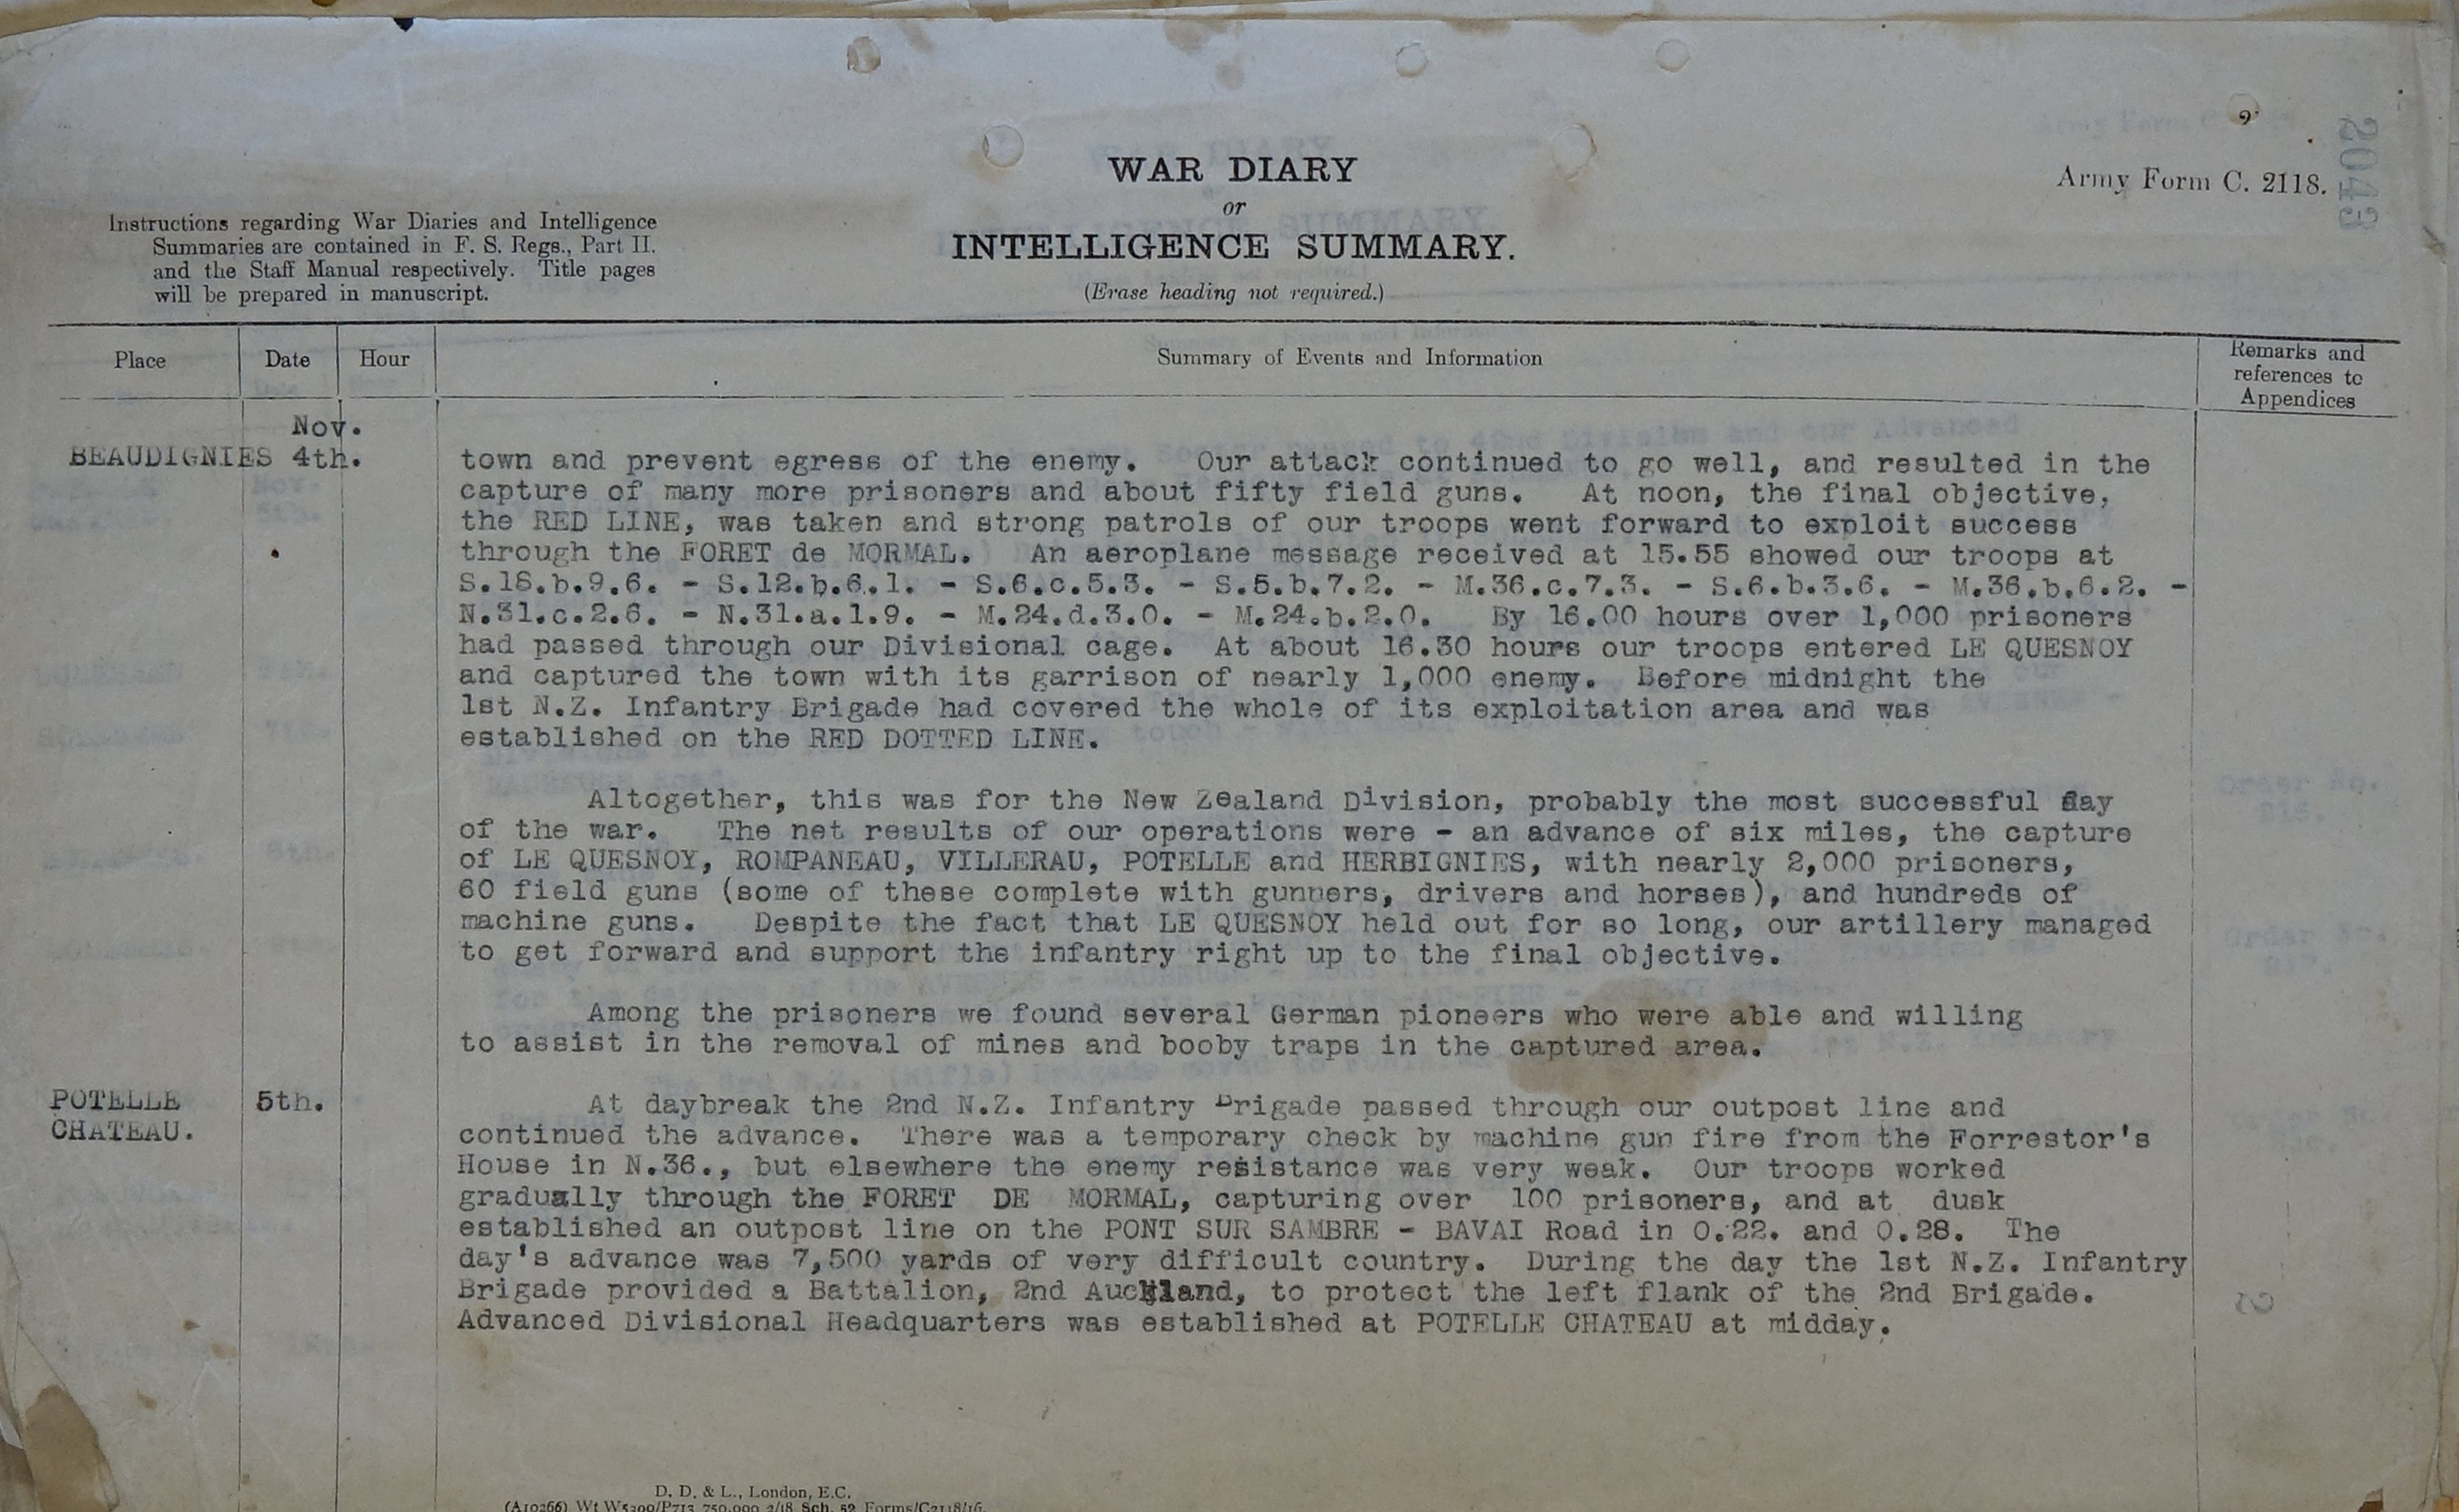 2
Army Form C. 2118.
2043
WAR DIARY
or
INTELLIGENCE SUMMARY.
(Erase heading not required.)
Instructions regarding War Diaries and Intelligence
Summaries are contained in F. S. Regs., Part II.
and the Staff Manual respectively. Title pages
will be prepared in manuscript.
Place
Date
Hour
Summary of Events and Information
Remarks and
references to
Appendices
Nov.
BEAUDIGNIES 4th.
town and prevent egress of the enemy. Our attack continued to go well, and resulted in the
capture of many more prisoners and about fifty field guns. At noon, the final objective,
the RED LINE, was taken and strong patrols of our troops went forward to exploit success
through the FORET de MORMAL. An aeroplane message received at 15.55 showed our troops at
S.18.b.9.6. - S.12.b.6.1. - S.6.c.5.3. - S.5.b.7.2. - M.36.c.7.3. - S.6.b.3.6. - M.36.b.6.2. -
N.31.c.2.6. - N.31.a.1.9. - M.24.d.3.0. - M.24.b.2.0. By 16.00 hours over 1,000 prisoners
had passed through our Divisional cage. At about 16.30 hours our troops entered LE QUESNOY
and captured the town with its garrison of nearly 1,000 enemy. Before midnight the
1st N.Z. Infantry Brigade had covered the whole of its exploitation area and was
established on the RED DOTTED LINE.
Altogether, this was for the New Zealand Division, probably the most successful day
of the war. The net results of our operations were - an advance of six miles, the capture
of LE QUESNOY, ROMPANEAU, VILLERAU, POTELLE and HERBIGNIES, with nearly 2,000 prisoners,
60 field guns (some of these complete with gunners, drivers and horses), and hundreds of
machine guns. Despite the fact that LE QUESNOY held out for so long, our artillery managed
to get forward and support the infantry right up to the final objective.
Among the prisoners we found several German pioneers who were able and willing
to assist in the removal of mines and booby traps in the captured area.
POTELLE
CHATEAU.
5th.
At daybreak the 2nd N.Z. Infantry Brigade passed through our outpost line and
continued the advance. There was a temporary check by machine gun fire from the Forrestor's
House in N.36., but elsewhere the enemy resistance was very weak. Our troops worked
gradually through the FORET DE MORMAL, capturing over 100 prisoners, and at dusk
established an outpost line on the PONT SUR SAMBRE - BAVAI Road in O.22. and O.28. The
day's advance was 7,500 yards of very difficult country. During the day the 1st N.Z. Infantry
Brigade provided a Battalion, 2nd Auckland, to protect the left flank of the 2nd Brigade.
Advanced Divisional Headquarters was established at POTELLE CHATEAU at midday.
D. D. & L., London, E.C.
(A10266) Wt W5300/P713 750,000 2/18 Sch. 52 Forms/C2118/16.